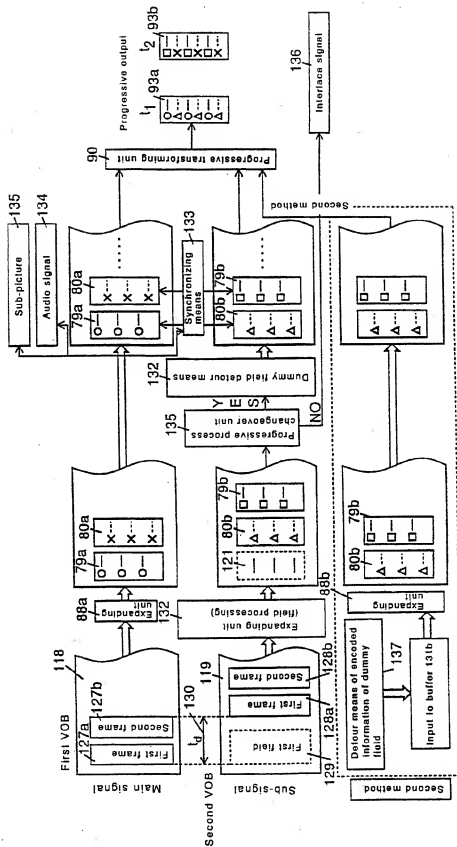 First VOB
118
127a
127b
First frame
Second frame
Main signal
88a
Expanding
unit
79a
80a
79a
80a
135
Sub-picture
134
Audio signal
133
Synchronizing
means
90
Progressive transforming unit
Progressive output
t1
93a
t2
93b
136
Interlaca signal
Second VOB
td
130
119
First field
First frame
Second frame
129
128a
128b
Sub-signal
132
Expanding unit
(field processing)
121
80b
79b
135
Progressive process
changeover unit
YES
NO
132
Dummy field detour means
80b
79b
Second method
Second method
Detour means of encoded
information of dummy
field
137
Input to buffer 131b
88b
Expanding
unit
80b
79b